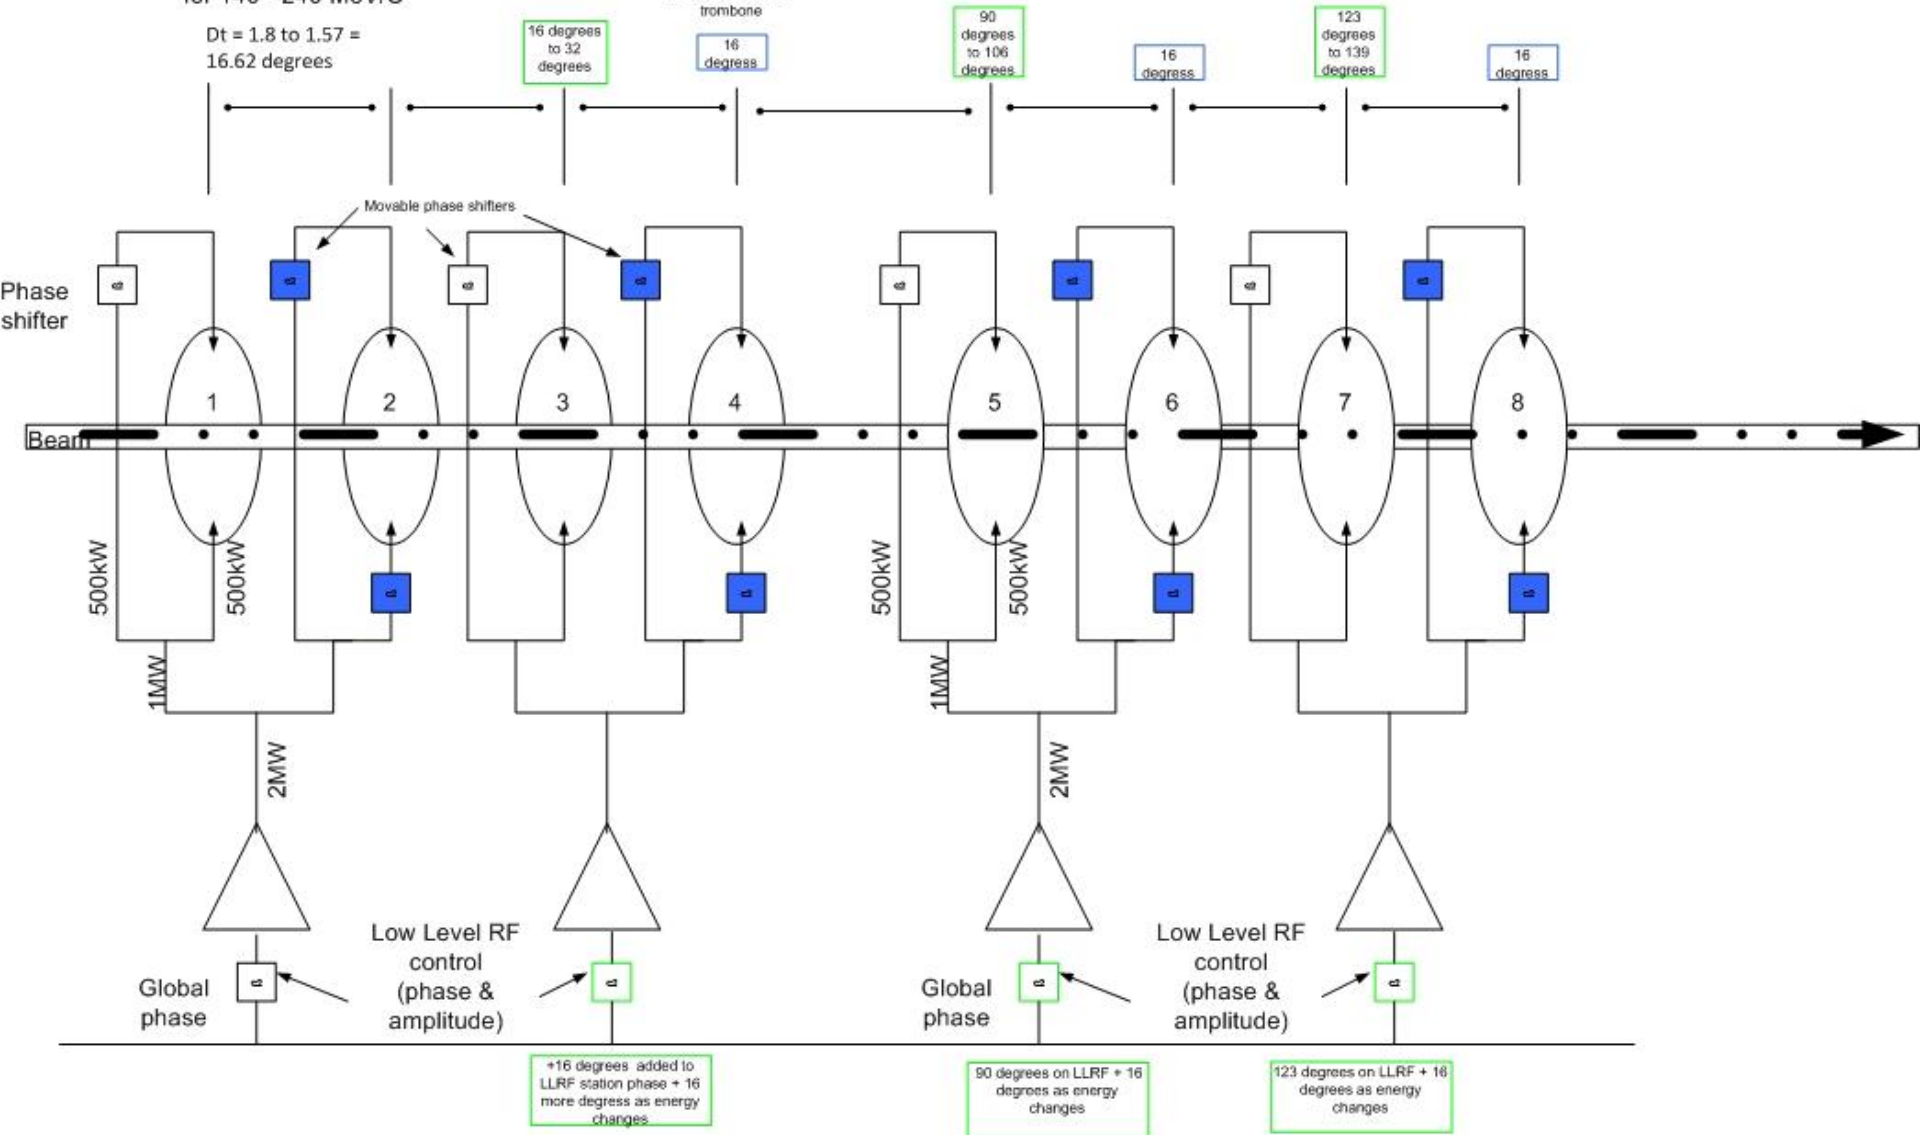 Dt = 1.8 to 1.57 =
16.62 degrees
16 degrees
to 32
degrees
trombone
16
degress
90
degrees
to 106
degrees
16
degress
123
degrees
to 139
degrees
16
degress
Movable phase shifters
Phase
shifter
1
2
3
4
5
6
7
8
Beam
500kW
500kW
500kW
500kW
1MW
1MW
2MW
2MW
Low Level RF
control
(phase &
amplitude)
Global
phase
Low Level RF
control
(phase &
amplitude)
Global
phase
+16 degrees added to
LLRF station phase + 16
more degress as energy
changes
90 degrees on LLRF + 16
degrees as energy
changes
123 degrees on LLRF + 16
degrees as energy
changes